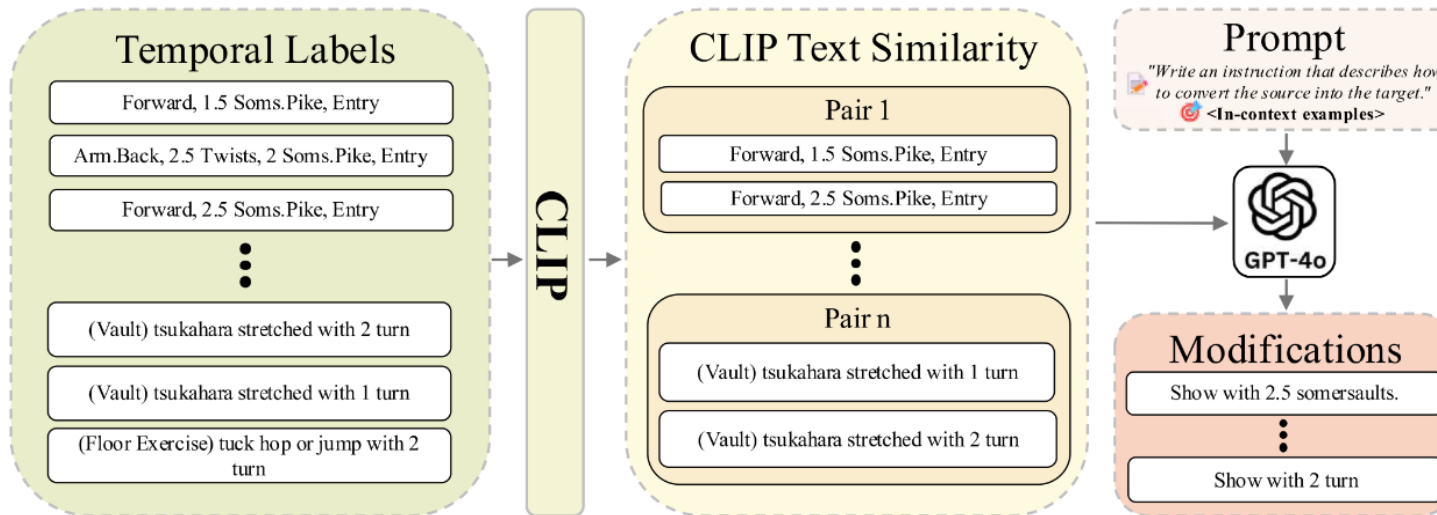 Temporal Labels
Forward, 1.5 Soms.Pike, Entry
Arm.Back, 2.5 Twists, 2 Soms.Pike, Entry
Forward, 2.5 Soms.Pike, Entry
(Vault) tsukahara stretched with 2 turn
(Vault) tsukahara stretched with 1 turn
(Floor Exercise) tuck hop or jump with 2
turn
CLIP
CLIP Text Similarity
Pair 1
Forward, 1.5 Soms.Pike, Entry
Forward, 2.5 Soms.Pike, Entry
Pair n
(Vault) tsukahara stretched with 1 turn
(Vault) tsukahara stretched with 2 turn
Prompt
"Write an instruction that describes how
to convert the source into the target."
<In-context examples>
GPT-4o
Modifications
Show with 2.5 somersaults.
Show with 2 turn